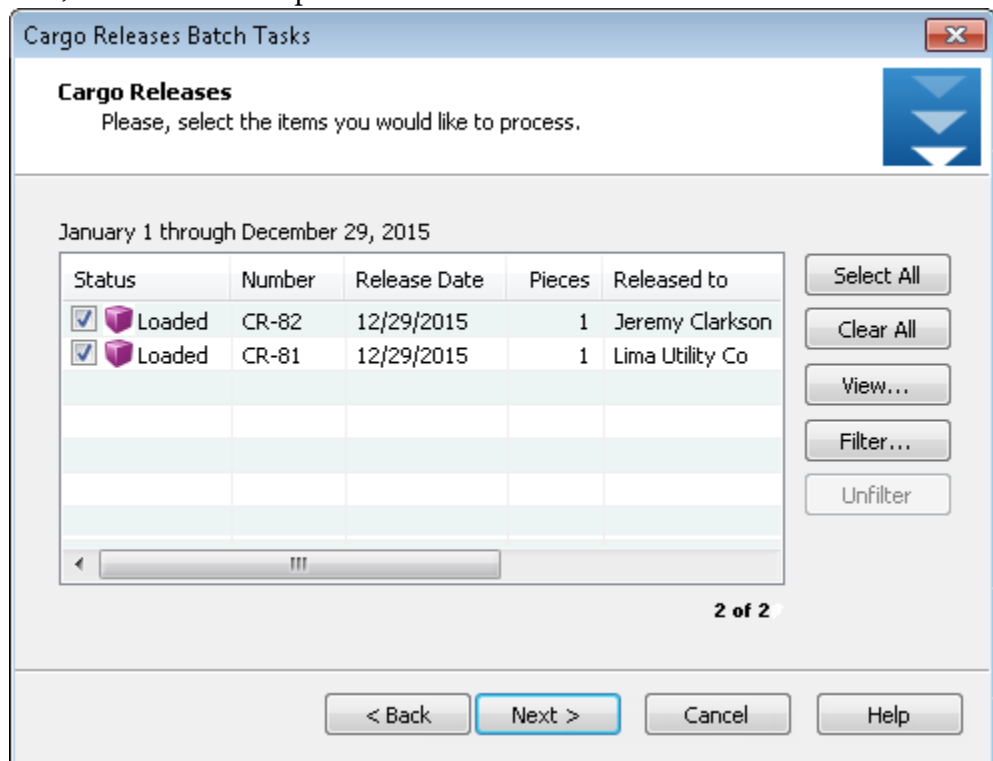 Cargo Releases Batch Tasks
Cargo Releases
Please, select the items you would like to process.
January 1 through December 29, 2015
Status Number Release Date Pieces Released to
Loaded CR-82 12/29/2015 1 Jeremy Clarkson
Loaded CR-81 12/29/2015 1 Lima Utility Co
Select All
Clear All
View...
Filter...
Unfilter
2 of 2
< Back Next > Cancel Help